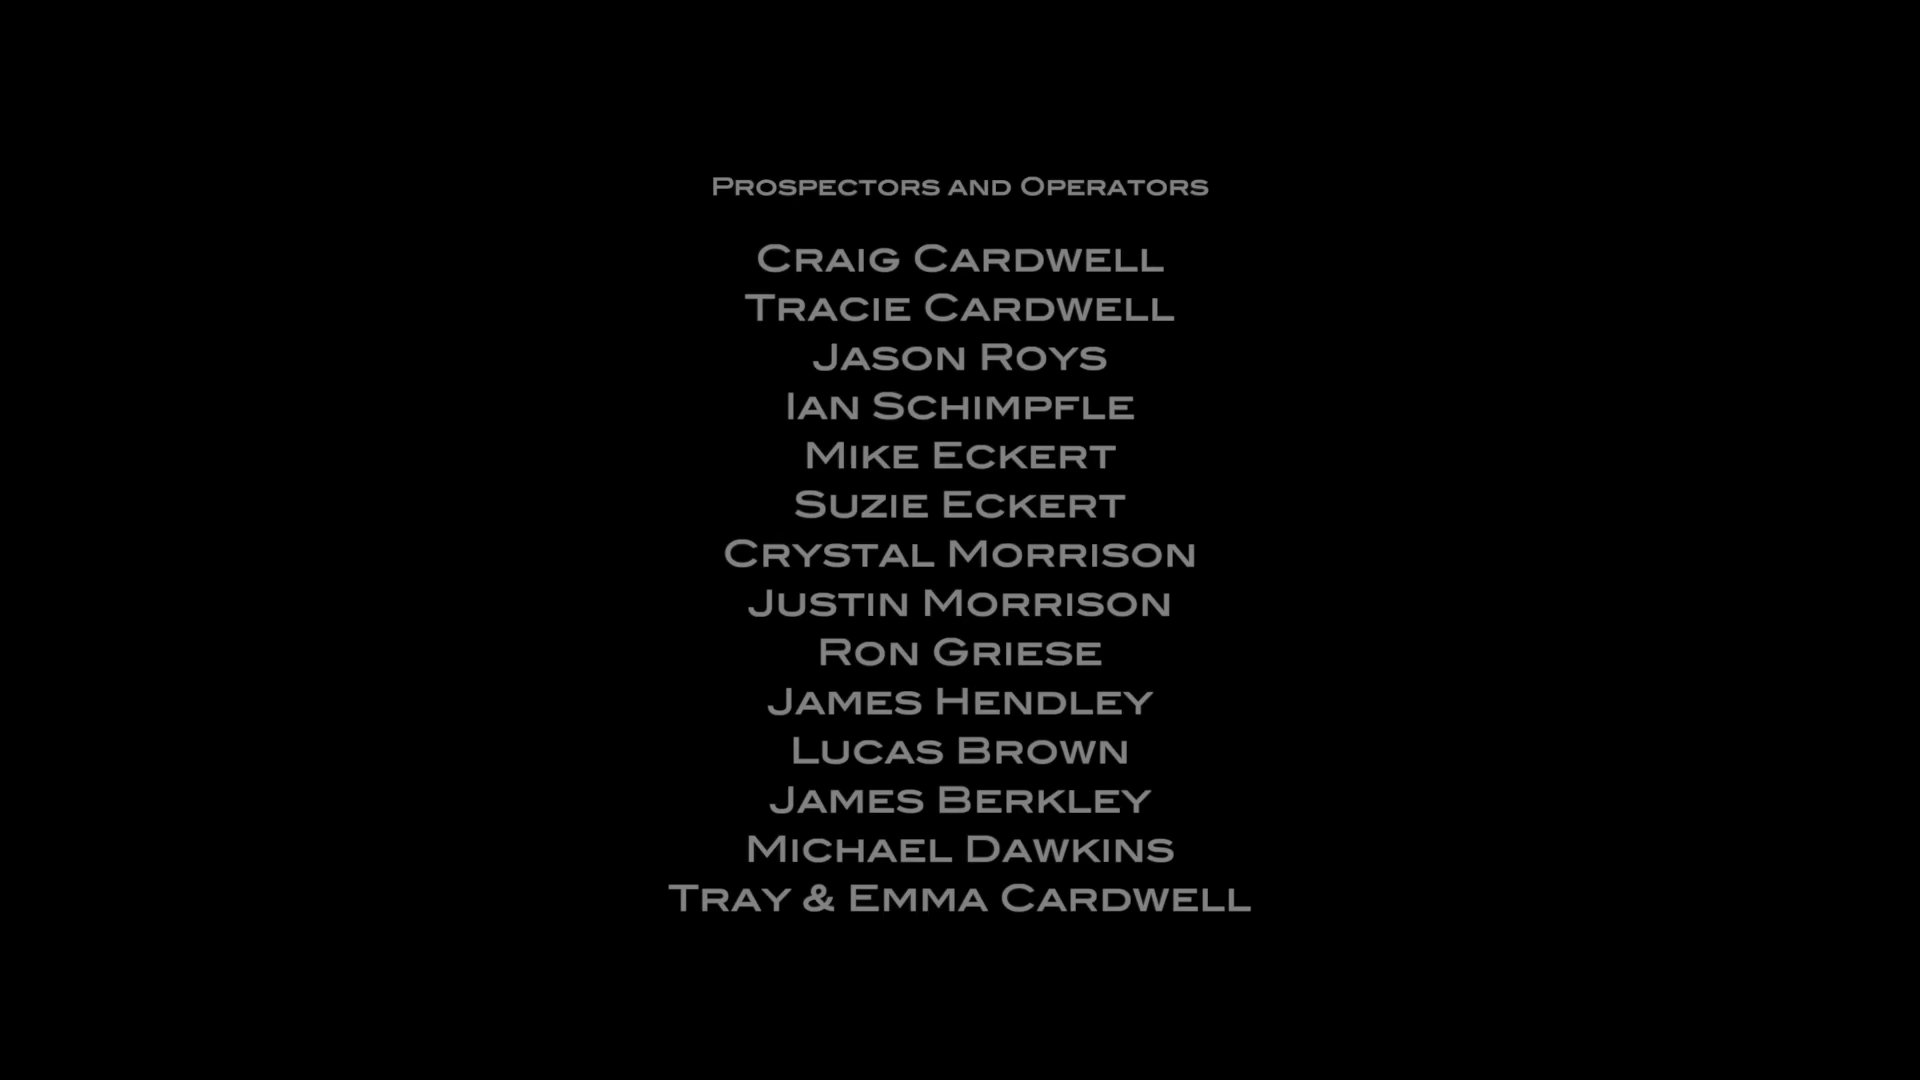 Prospectors and Operators
Craig Cardwell
Tracie Cardwell
Jason Roys
Ian Schimpfle
Mike Eckert
Suzie Eckert
Crystal Morrison
Justin Morrison
Ron Griese
James Hendley
Lucas Brown
James Berkley
Michael Dawkins
Tray & Emma Cardwell